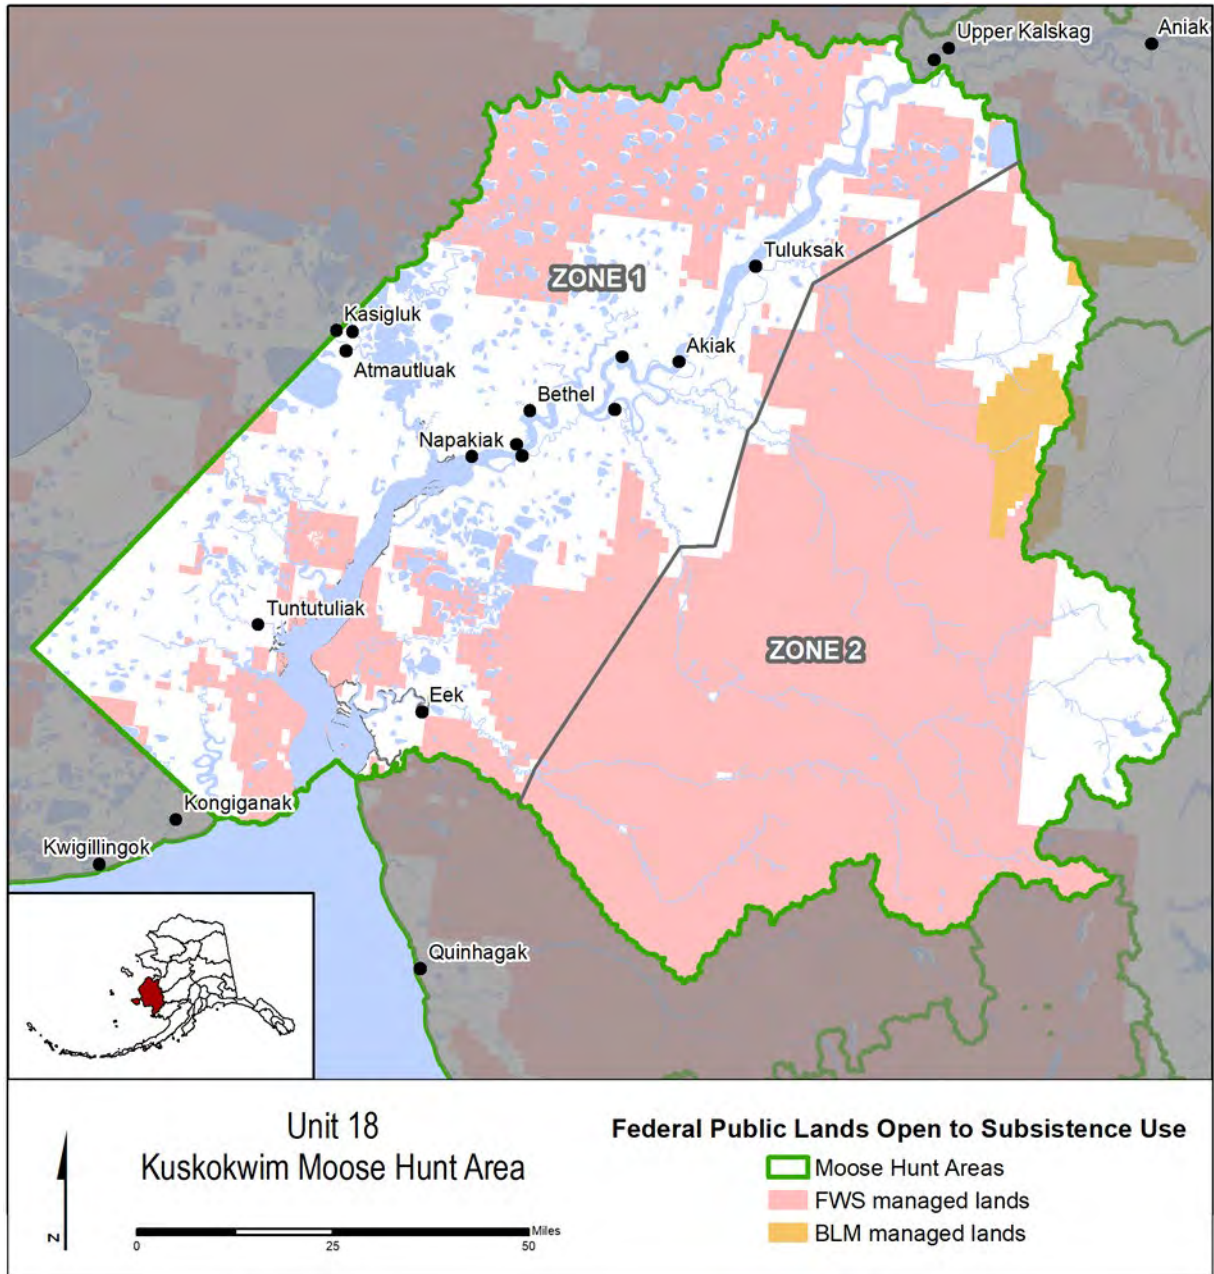 Upper Kalskag
Aniak
Tuluksak
ZONE 1
Kasigluk
Atmautluak
Akiak
Bethel
Napakiak
Tuntutuliak
ZONE 2
Eek
Kongiganak
Kwigillingok
Quinhagak
Unit 18
Kuskokwim Moose Hunt Area
N
Miles
0 25 50
Federal Public Lands Open to Subsistence Use
Moose Hunt Areas
FWS managed lands
BLM managed lands